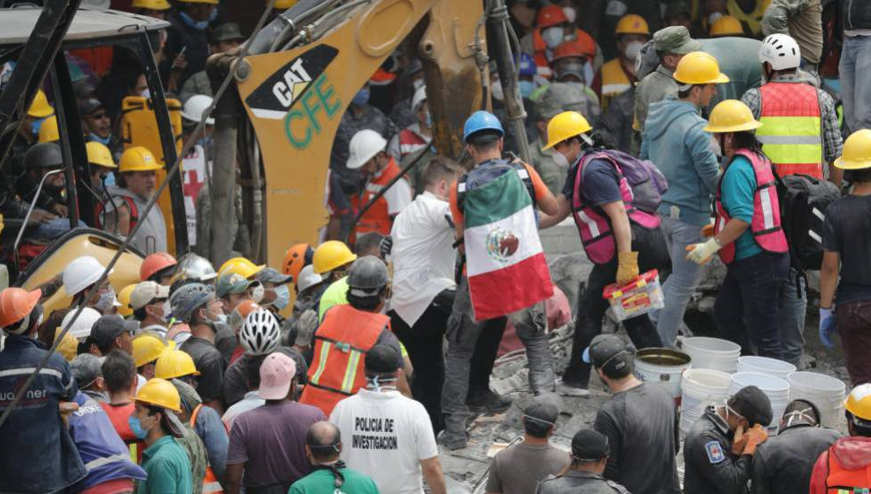 CAT
CFE
POLICIA DE
INVESTIGACION